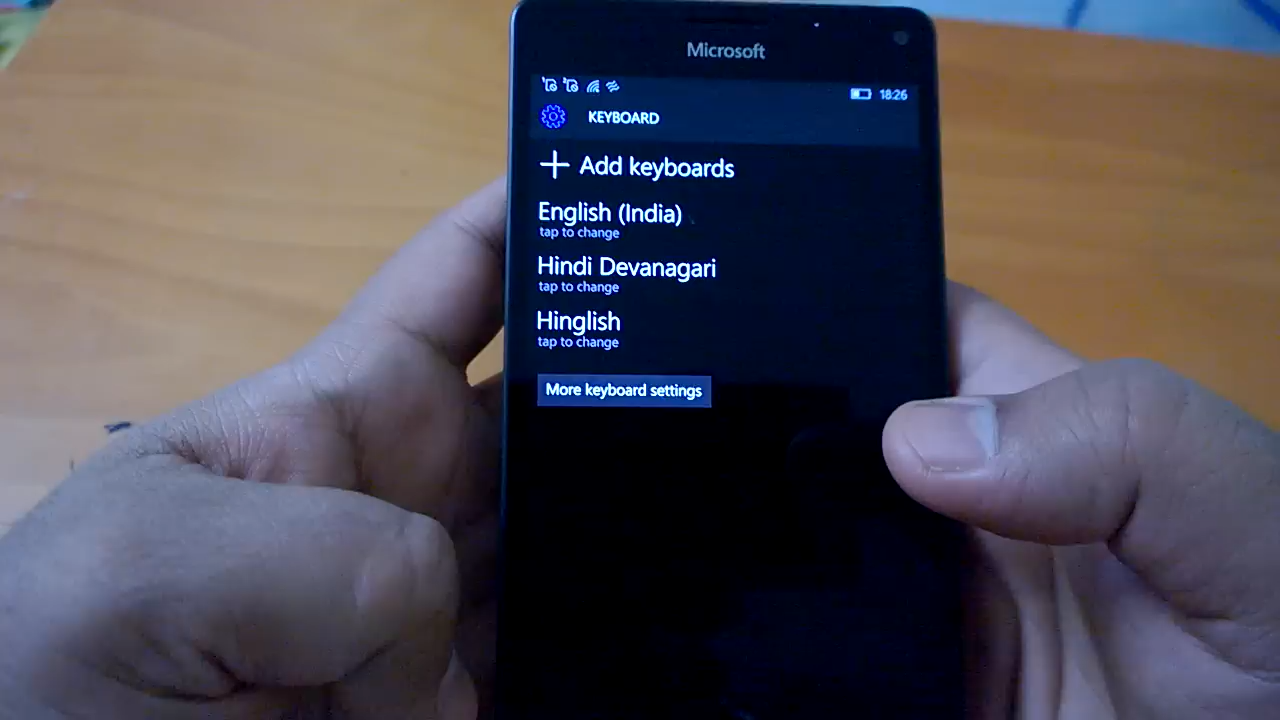 Microsoft
18:26
KEYBOARD
Add keyboards
English (India)
tap to change
Hindi Devanagari
tap to change
Hinglish
tap to change
More keyboard settings